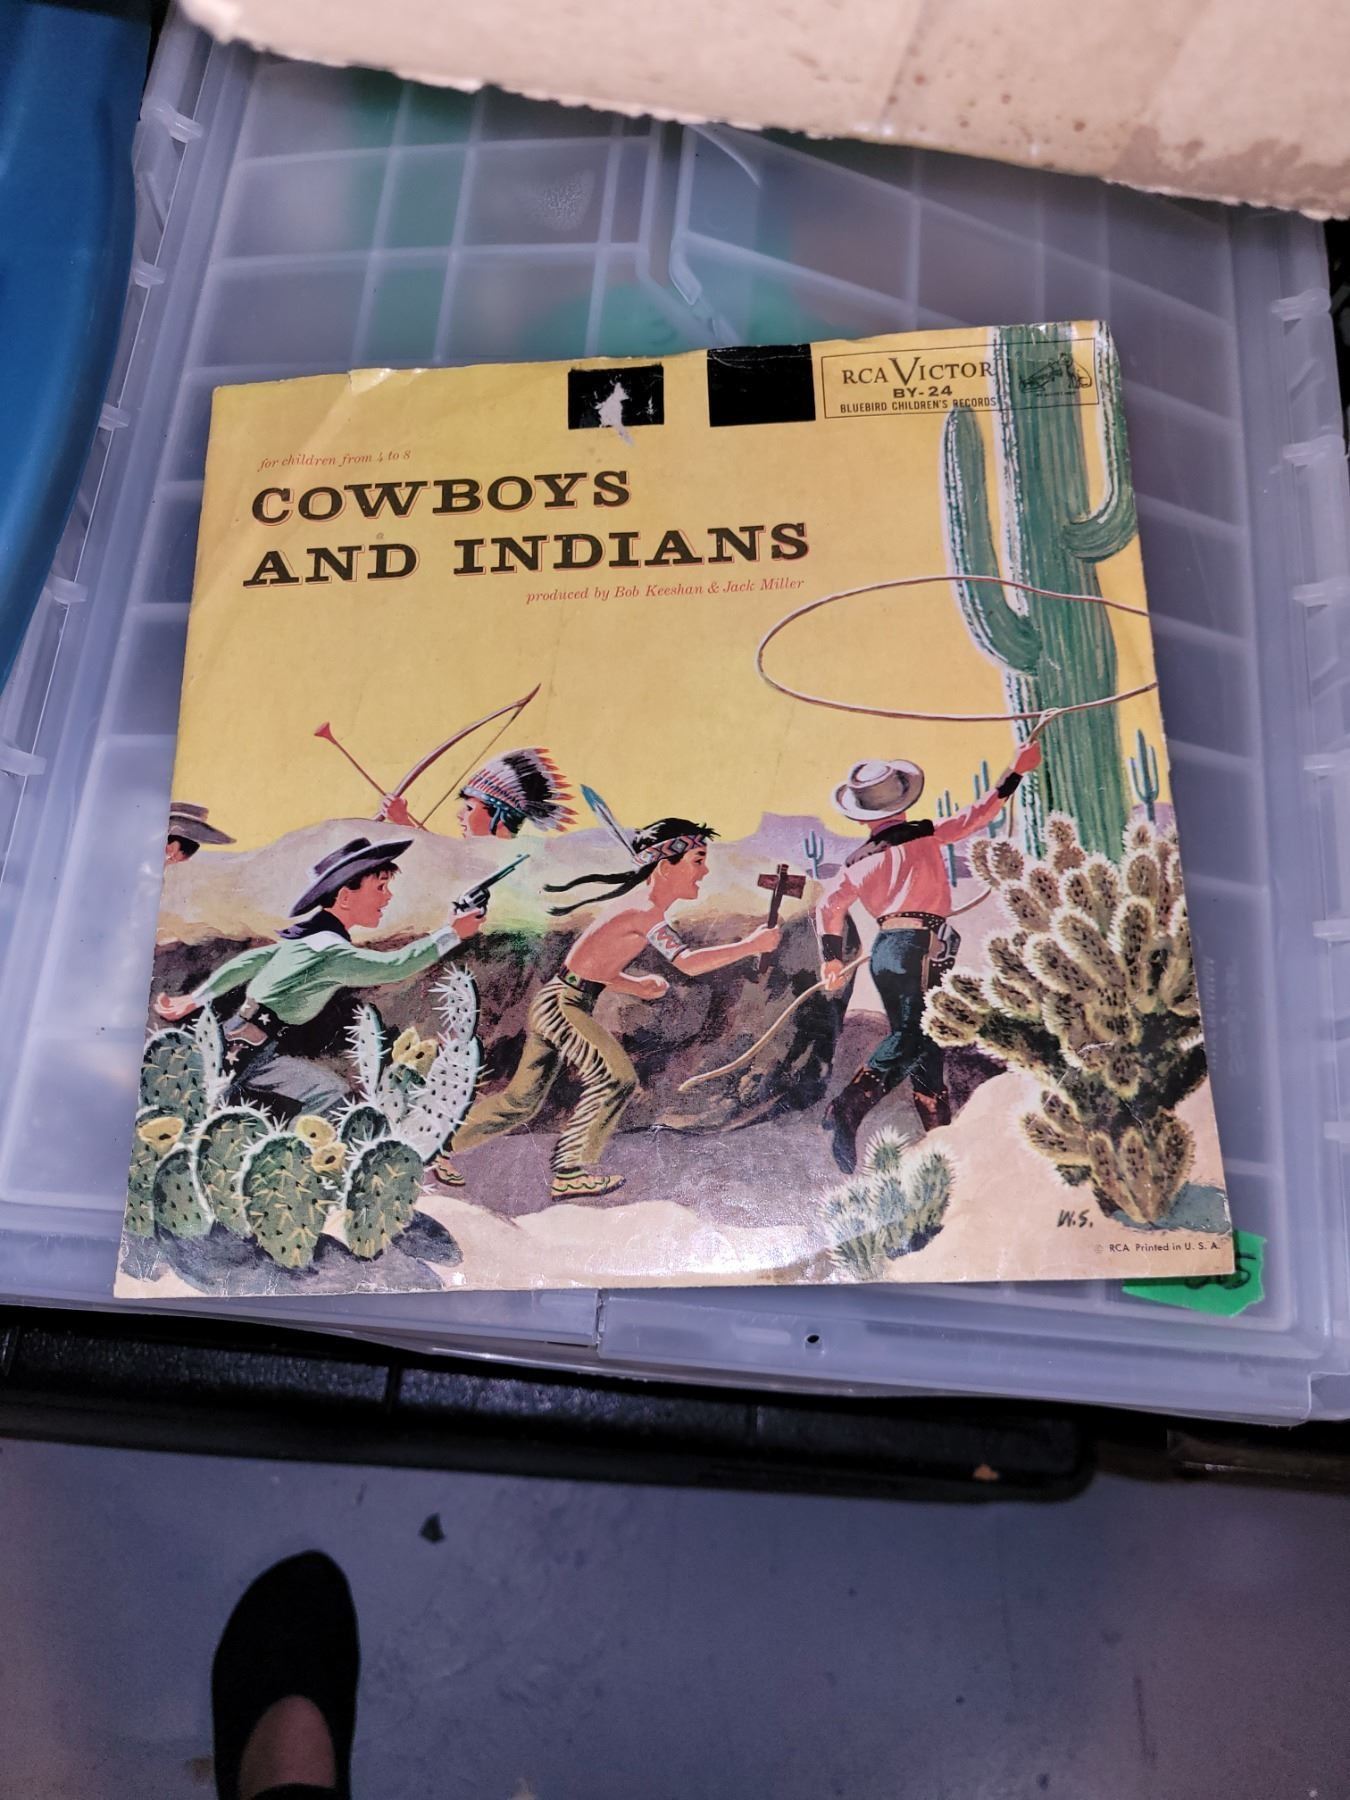 RCA VICTOR
BY-24
BLUEBIRD CHILDREN'S RECORDS
for children from 4 to 8
COWBOYS
AND INDIANS
produced by Bob Keeshan & Jack Miller
W.S.
© RCA Printed in U. S. A.